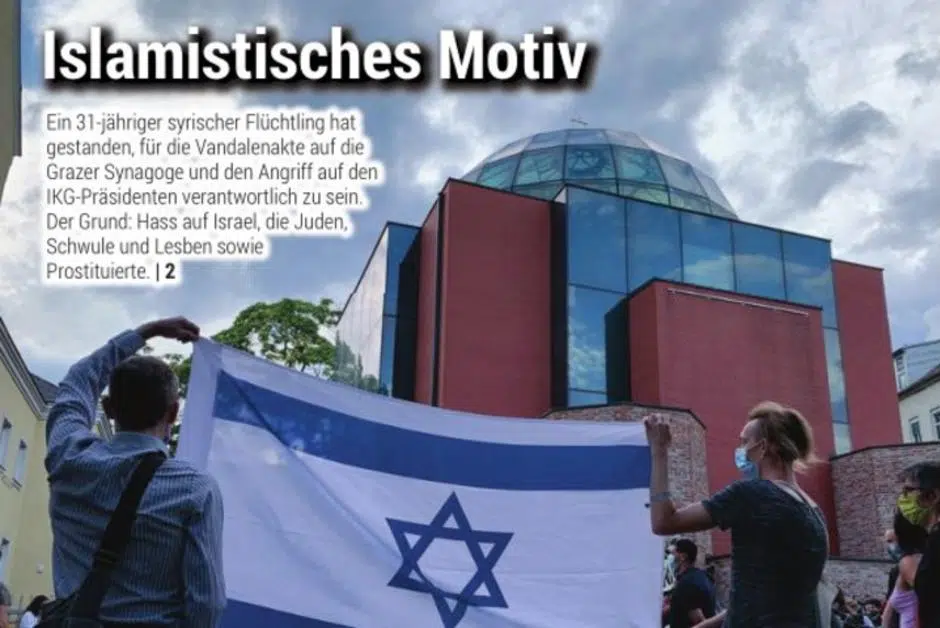 Islamistisches Motiv
Ein 31-jähriger syrischer Flüchtling hat
gestanden, für die Vandalenakte auf die
Grazer Synagoge und den Angriff auf den
IKG-Präsidenten verantwortlich zu sein.
Der Grund: Hass auf Israel, die Juden,
Schwule und Lesben sowie
Prostituierte. | 2